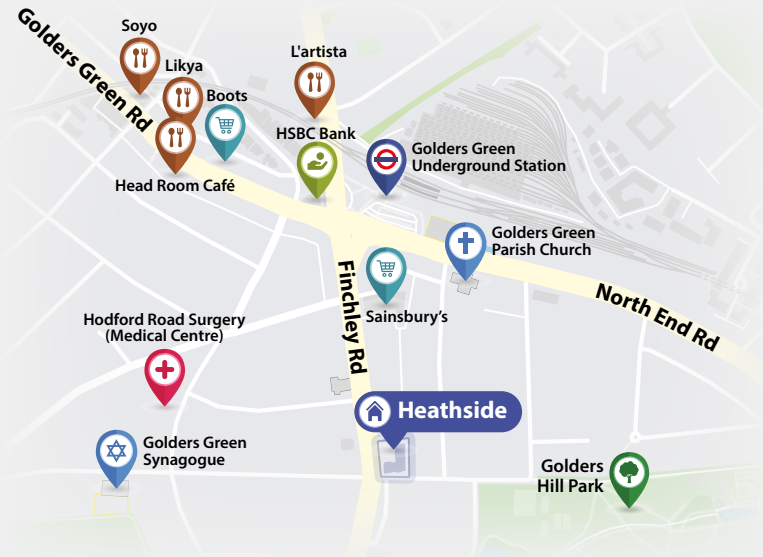 Soyo
Golders Green Rd
Likya
L'artista
Boots
HSBC Bank
Golders Green
Underground Station
Head Room Café
Golders Green
Parish Church
Finchley Rd
North End Rd
Sainsbury's
Hodford Road Surgery
(Medical Centre)
Heathside
Golders Green
Synagogue
Golders
Hill Park